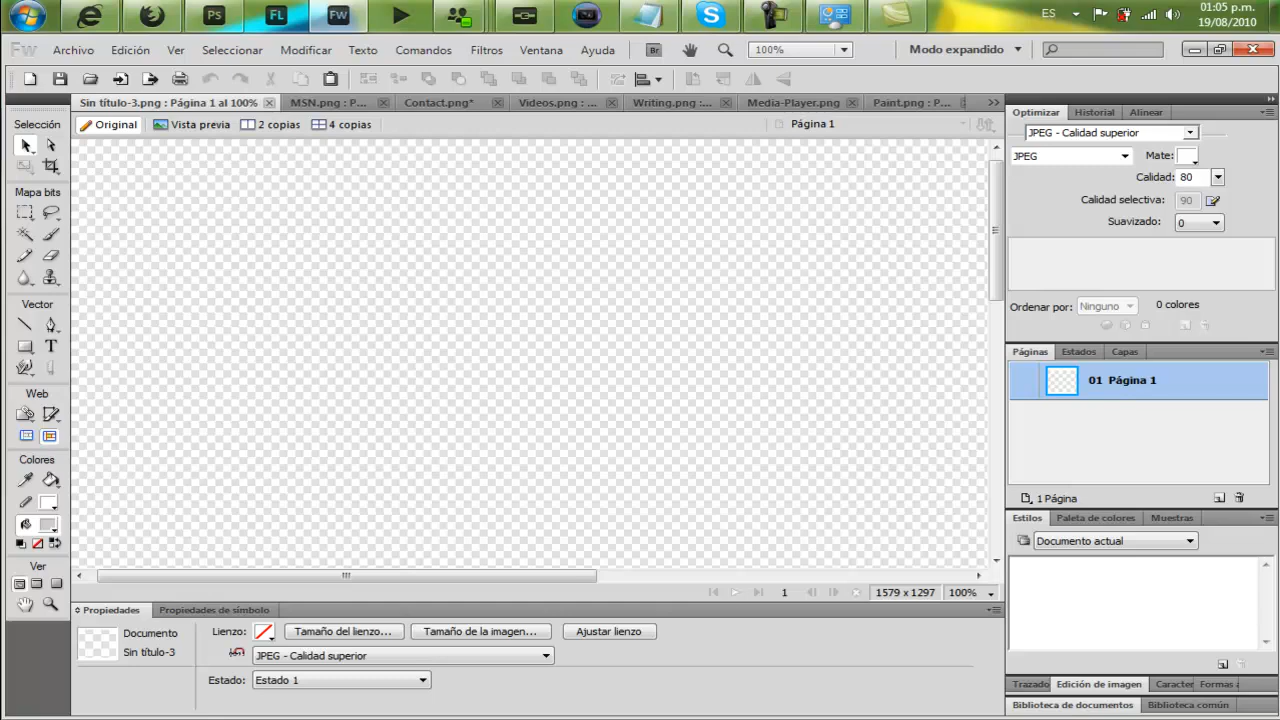 Ps FL Fw ES 01:05 p.m.
19/08/2010
Fw Archivo Edición Ver Seleccionar Modificar Texto Comandos Filtros Ventana Ayuda Br 100% Modo expandido
Sin título-3.png : Página 1 al 100% MSN.png : P... Contact.png* Videos.png : ... Writing.png :... Media-Player.png Paint.png : P... >>
Original Vista previa 2 copias 4 copias Página 1
Selección
Mapa bits
Vector
Web
Colores
Ver
Optimizar Historial Alinear
JPEG - Calidad superior
JPEG Mate:
Calidad: 80
Calidad selectiva: 90
Suavizado: 0
Ordenar por: Ninguno 0 colores
Páginas Estados Capas
01 Página 1
1 Página
Estilos Paleta de colores Muestras
Documento actual
1 1579 x 1297 100%
Propiedades Propiedades de símbolo
Documento Lienzo: Tamaño del lienzo... Tamaño de la imagen... Ajustar lienzo
Sin título-3 JPEG - Calidad superior
Estado: Estado 1
Trazado Edición de imagen Caracter Formas a
Biblioteca de documentos Biblioteca común